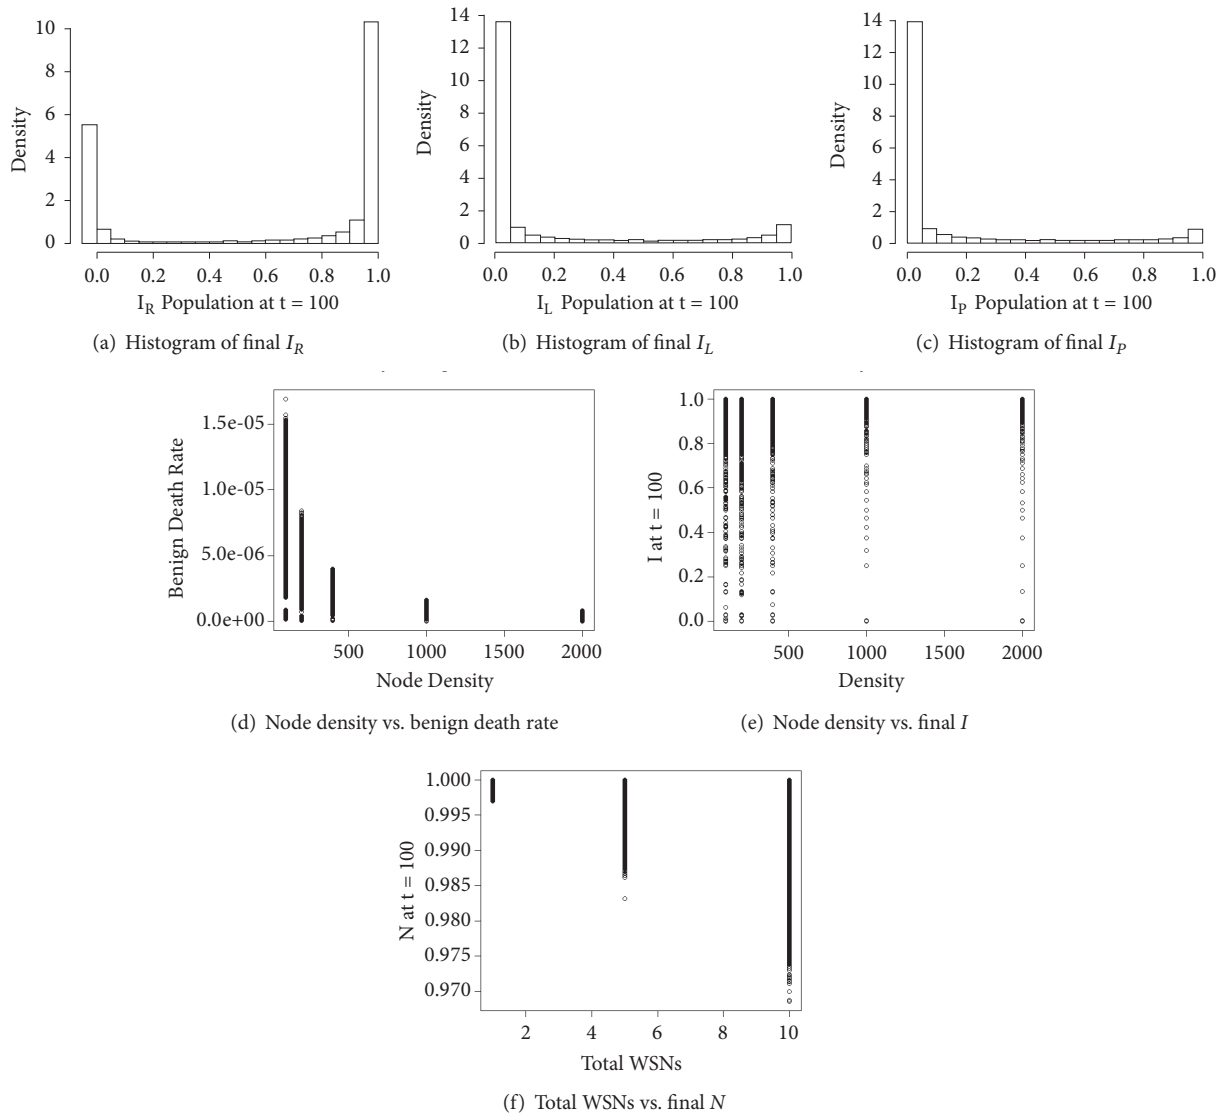 10
8
6
4
2
0
Density
0.0 0.2 0.4 0.6 0.8 1.0
I_R Population at t = 100
(a) Histogram of final I_R
14
12
10
8
6
4
2
0
Density
0.0 0.2 0.4 0.6 0.8 1.0
I_L Population at t = 100
(b) Histogram of final I_L
14
12
10
8
6
4
2
0
Density
0.0 0.2 0.4 0.6 0.8 1.0
I_P Population at t = 100
(c) Histogram of final I_P
1.5e-05
1.0e-05
5.0e-06
0.0e+00
Benign Death Rate
500 1000 1500 2000
Node Density
(d) Node density vs. benign death rate
1.0
0.8
0.6
0.4
0.2
0.0
I at t = 100
500 1000 1500 2000
Density
(e) Node density vs. final I
1.000
0.995
0.990
0.985
0.980
0.975
0.970
N at t = 100
2 4 6 8 10
Total WSNs
(f) Total WSNs vs. final N